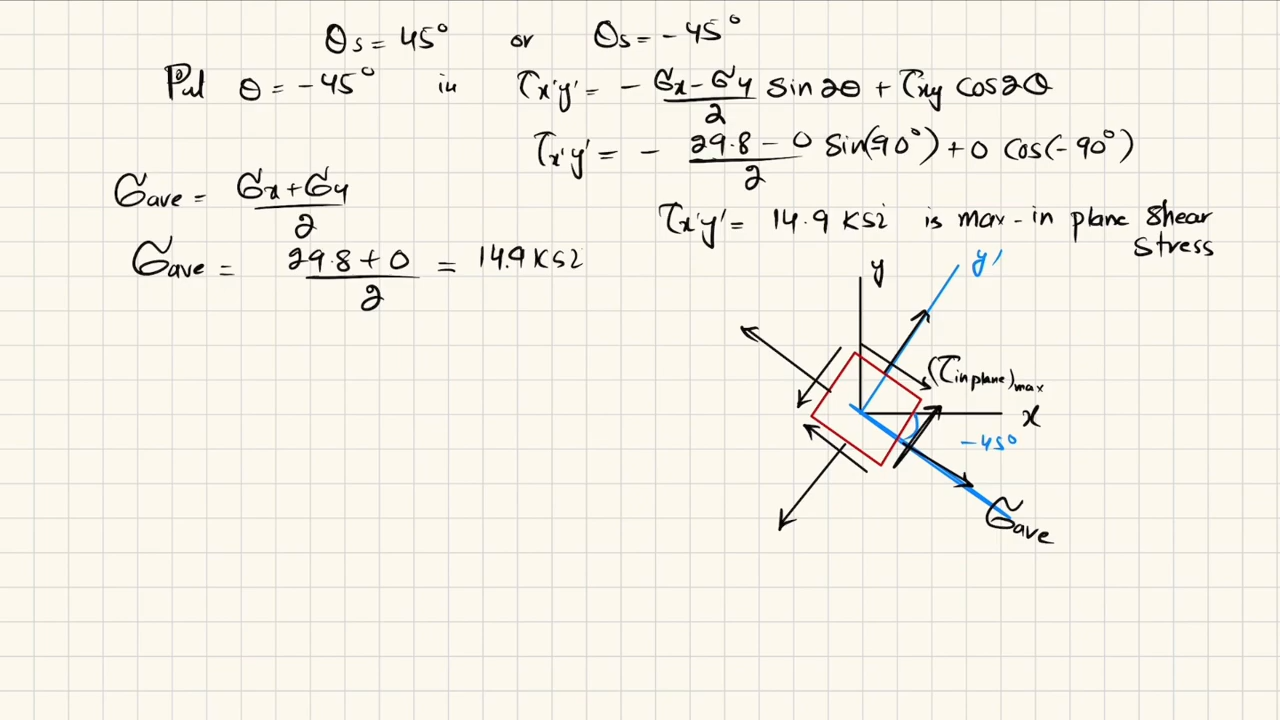 θs = 45° or θs = -45°
Put θ = -45° in τx'y' = - σx - σy / 2 sin 2θ + τxy cos 2θ
τx'y' = - 29.8 - 0 / 2 sin(-90°) + 0 cos(-90°)
σave = σx + σy / 2
τx'y' = 14.9 ksi is max-in plane shear stress
σave = 29.8 + 0 / 2 = 14.9 ksi
y
y'
(τin plane)max
x
-45°
σave